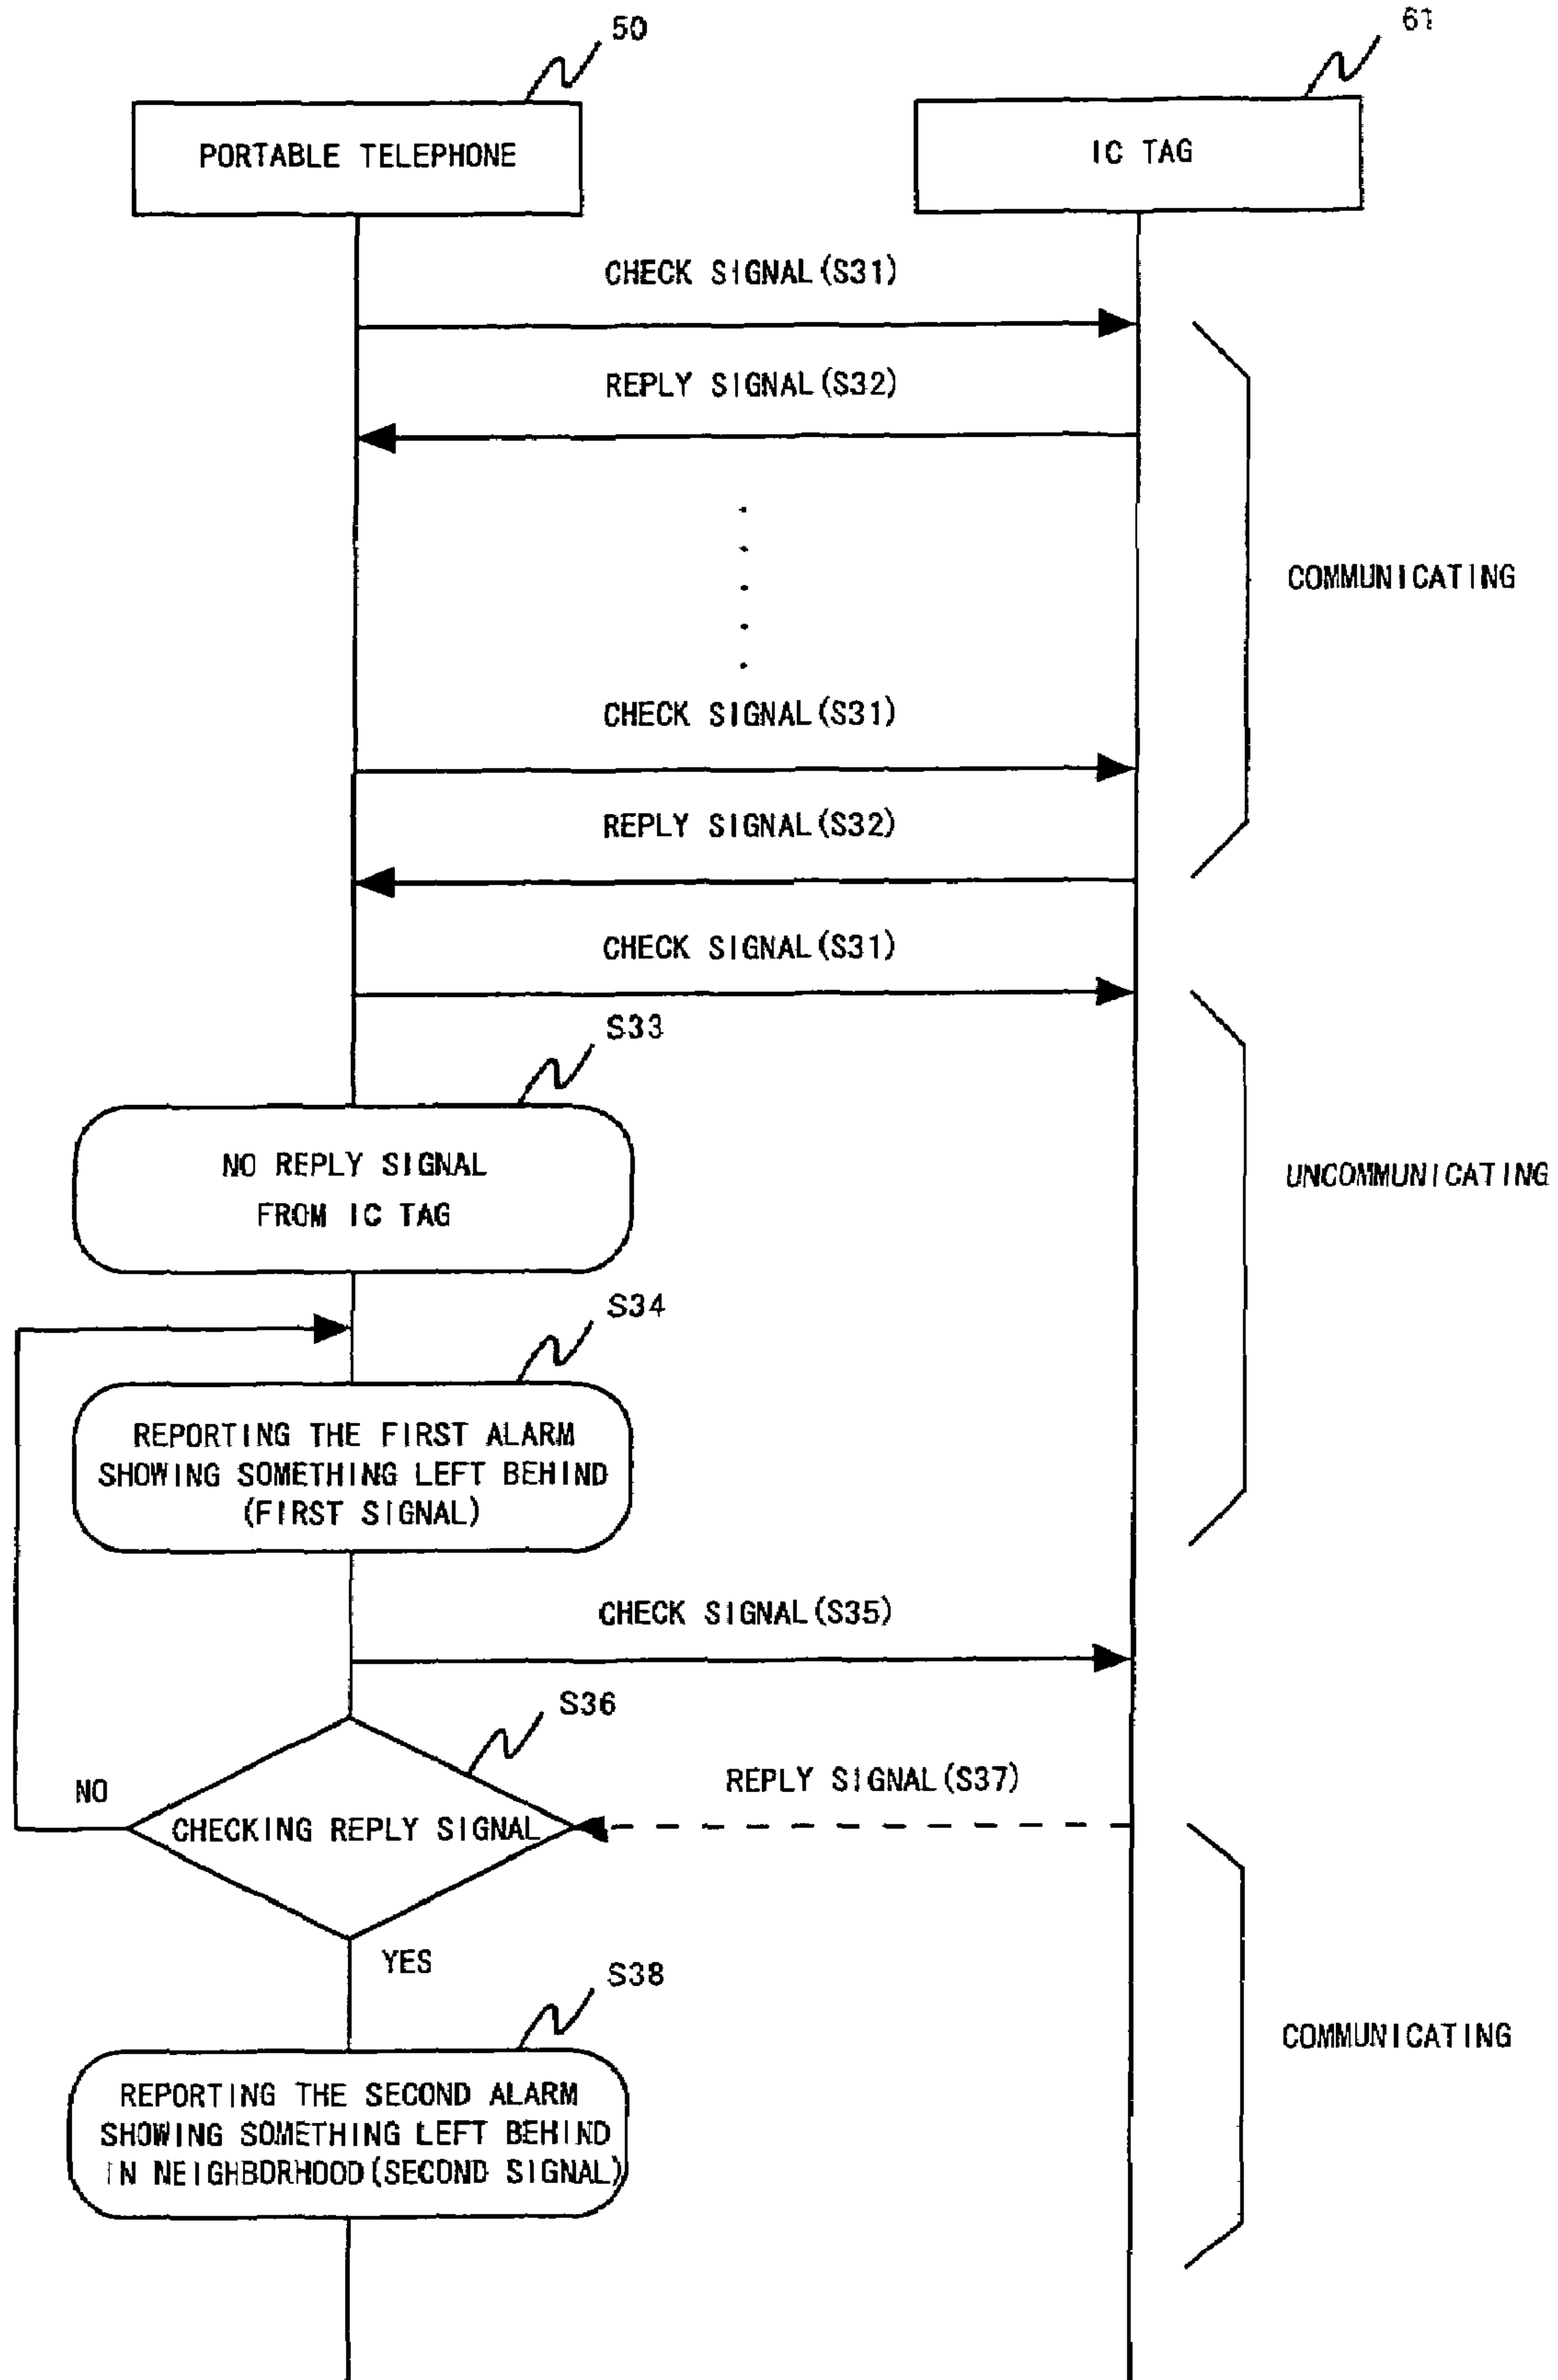 50
61
PORTABLE TELEPHONE
IC TAG
CHECK SIGNAL(S31)
REPLY SIGNAL(S32)
COMMUNICATING
CHECK SIGNAL(S31)
REPLY SIGNAL(S32)
CHECK SIGNAL(S31)
S33
NO REPLY SIGNAL
FROM IC TAG
UNCOMMUNICATING
S34
REPORTING THE FIRST ALARM
SHOWING SOMETHING LEFT BEHIND
(FIRST SIGNAL)
CHECK SIGNAL(S35)
S36
NO
REPLY SIGNAL(S37)
CHECKING REPLY SIGNAL
YES
S38
COMMUNICATING
REPORTING THE SECOND ALARM
SHOWING SOMETHING LEFT BEHIND
IN NEIGHBORHOOD(SECOND SIGNAL)